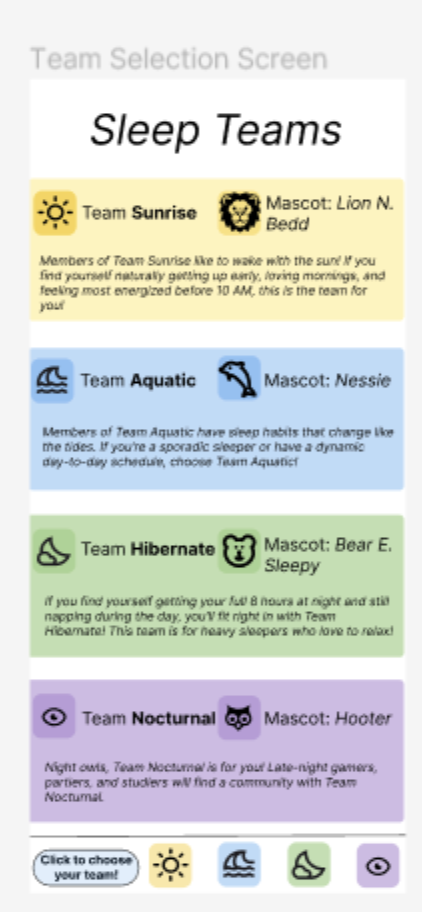 Team Selection Screen
Sleep Teams
Team Sunrise
Mascot: Lion N.
Bedd
Members of Team Sunrise like to wake with the sun! If you
find yourself naturally getting up early, loving mornings, and
feeling most energized before 10 AM, this is the team for
you!
Team Aquatic
Mascot: Nessie
Members of Team Aquatic have sleep habits that change like
the tides. If you're a sporadic sleeper or have a dynamic
day-to-day schedule, choose Team Aquatic!
Team Hibernate
Mascot: Bear E.
Sleepy
If you find yourself getting your full 8 hours at night and still
napping during the day, you'll fit right in with Team
Hibernate! This team is for heavy sleepers who love to relax!
Team Nocturnal
Mascot: Hooter
Night owls, Team Nocturnal is for you! Late-night gamers,
partiers, and studiers will find a community with Team
Nocturnal.
Click to choose
your team!